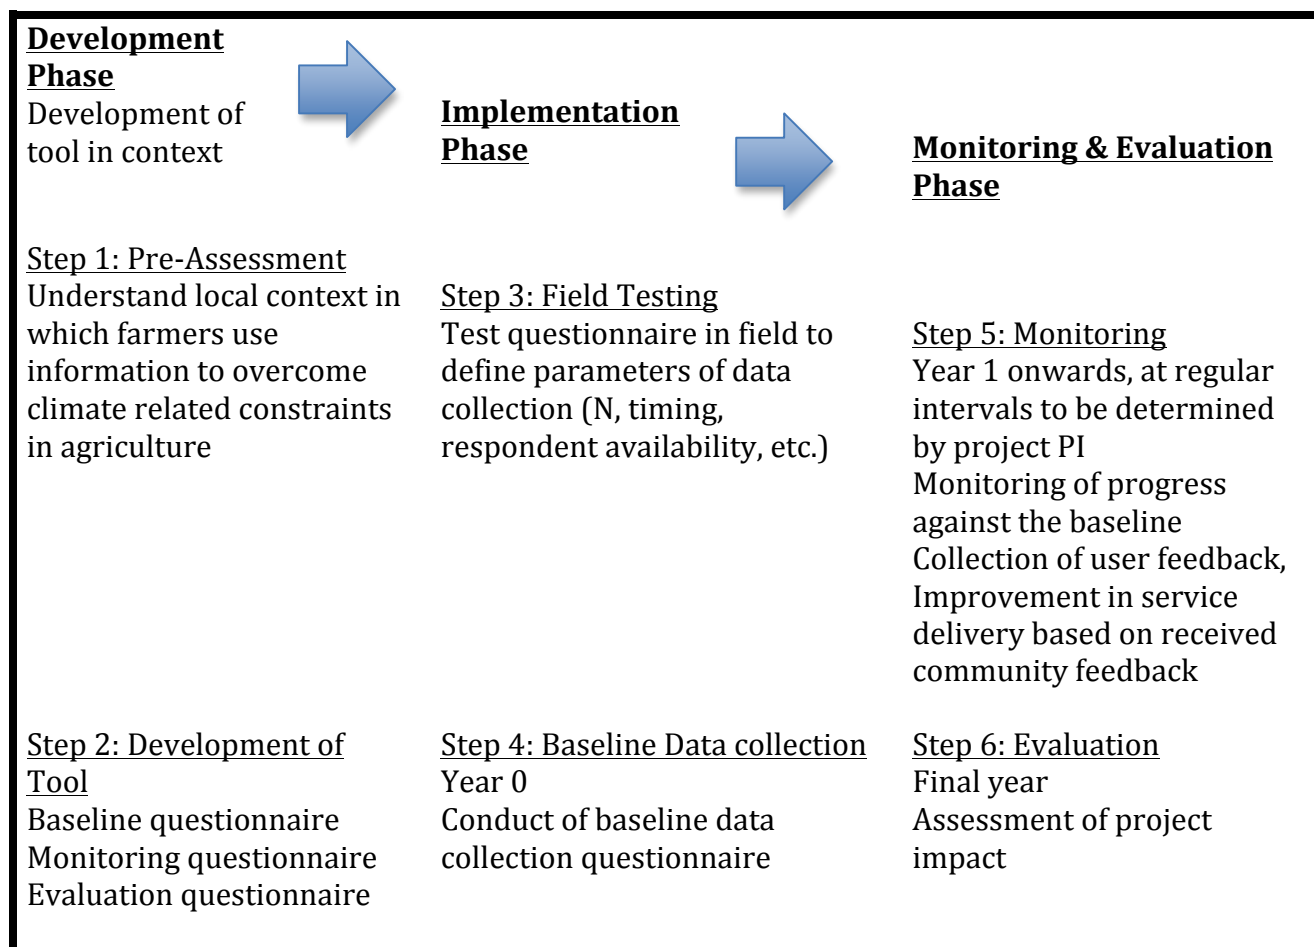 Development
Phase
Development of
tool in context
Implementation
Phase
Monitoring & Evaluation
Phase
Step 1: Pre-Assessment
Understand local context in
which farmers use
information to overcome
climate related constraints
in agriculture
Step 3: Field Testing
Test questionnaire in field to
define parameters of data
collection (N, timing,
respondent availability, etc.)
Step 5: Monitoring
Year 1 onwards, at regular
intervals to be determined
by project PI
Monitoring of progress
against the baseline
Collection of user feedback,
Improvement in service
delivery based on received
community feedback
Step 2: Development of
Tool
Baseline questionnaire
Monitoring questionnaire
Evaluation questionnaire
Step 4: Baseline Data collection
Year 0
Conduct of baseline data
collection questionnaire
Step 6: Evaluation
Final year
Assessment of project
impact